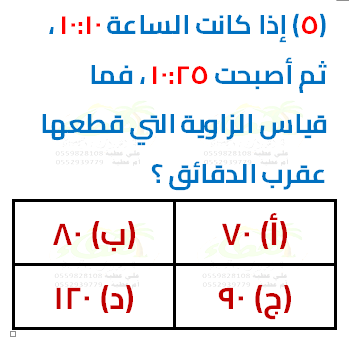 (٥) إذا كانت الساعة ١٠:١٠ ،
ثم أصبحت ١٠:٢٥ ، فما
قياس الزاوية التي قطعها
عقرب الدقائق ؟
(أ) ٧٠
(ب) ٨٠
(ج) ٩٠
(د) ١٢٠